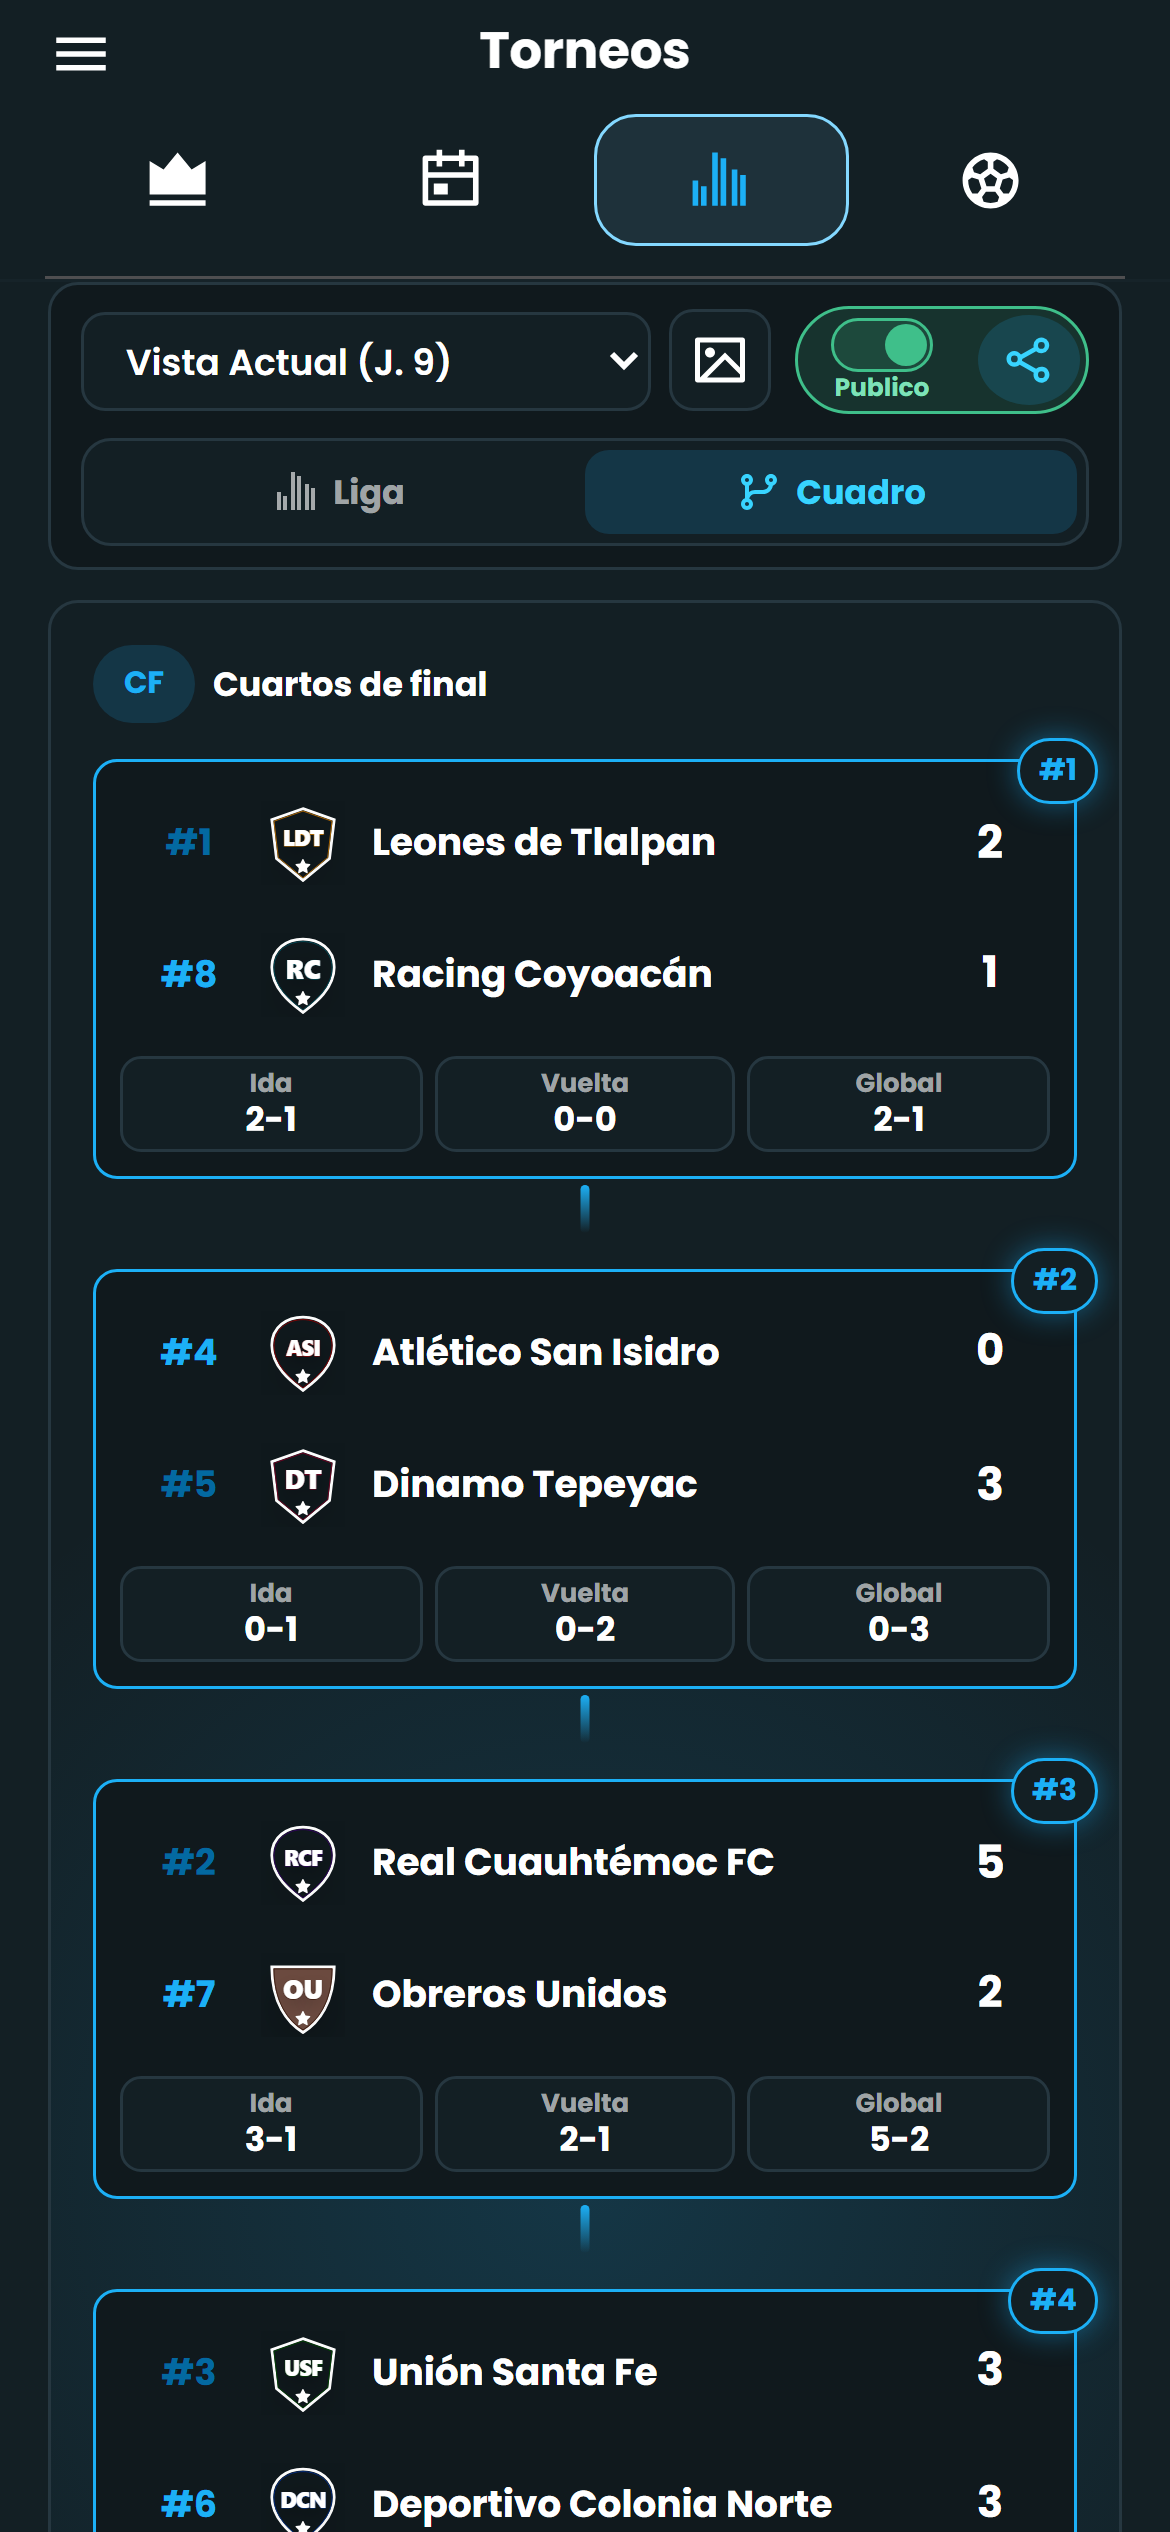 Torneos
Vista Actual (J. 9)
Publico
Liga
Cuadro
CF
Cuartos de final
#1
#1
LDT
Leones de Tlalpan
2
#8
RC
Racing Coyoacán
1
Ida
Vuelta
Global
2-1
0-0
2-1
#2
#4
ASI
Atlético San Isidro
0
#5
DT
Dinamo Tepeyac
3
Ida
Vuelta
Global
0-1
0-2
0-3
#3
#2
RCF
Real Cuauhtémoc FC
5
#7
OU
Obreros Unidos
2
Ida
Vuelta
Global
3-1
2-1
5-2
#4
#3
USF
Unión Santa Fe
3
#6
DCN
Deportivo Colonia Norte
3